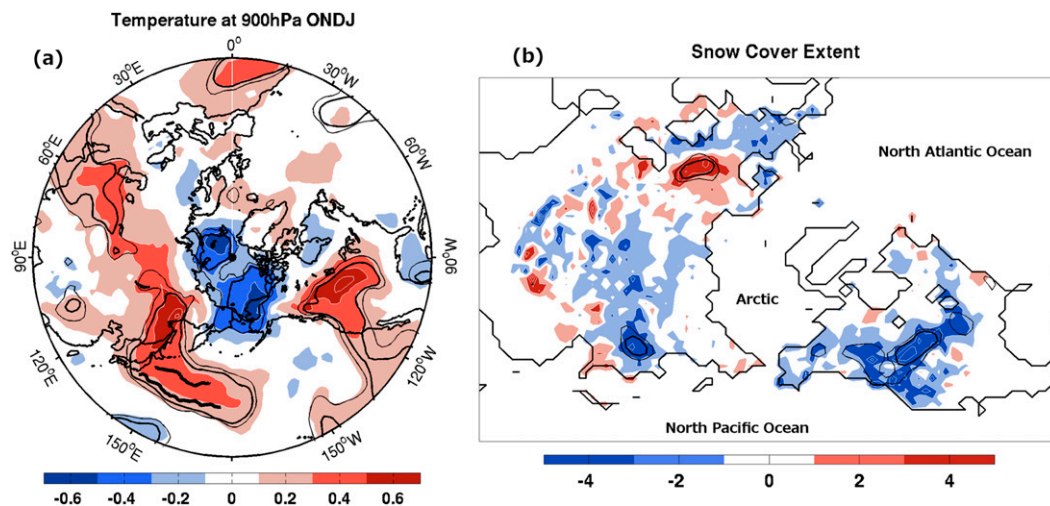 Temperature at 900hPa ONDJ
(a)
0°
30°E
30°W
60°E
60°W
90°E
90°W
120°E
120°W
150°E
150°W
-0.6 -0.4 -0.2 0 0.2 0.4 0.6
(b)
Snow Cover Extent
North Atlantic Ocean
Arctic
North Pacific Ocean
-4 -2 0 2 4